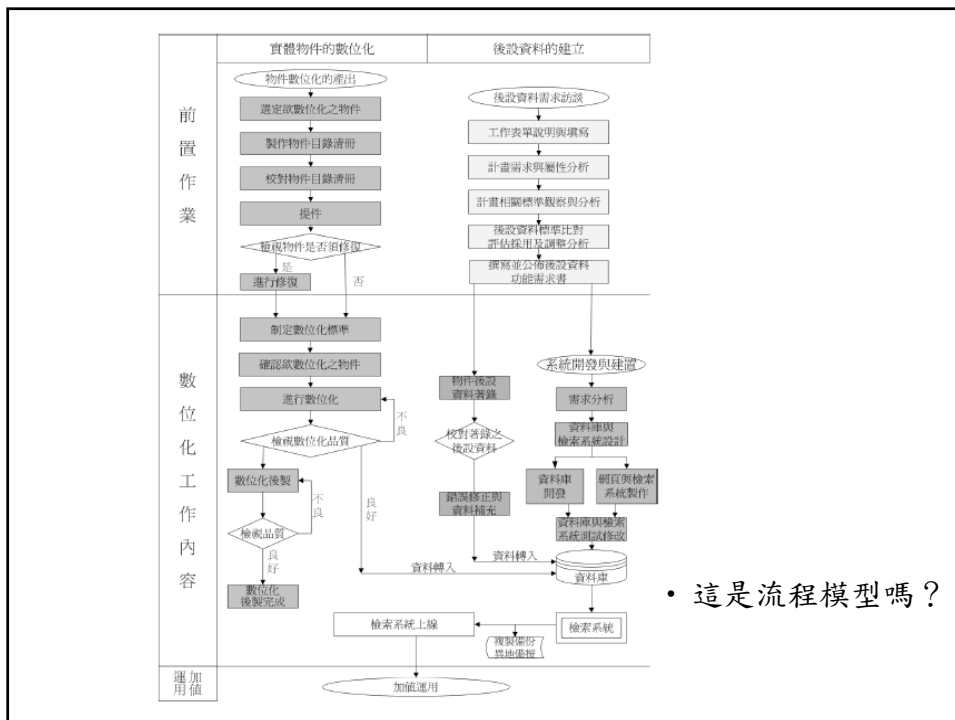 實體物件的數位化
後設資料的建立
前置作業
物件數位化的產出
選定欲數位化之物件
製作物件目錄清冊
校對物件目錄清冊
提件
檢視物件是否須修復
是
否
進行修復
後設資料需求訪談
工作表單說明與填寫
計畫需求與屬性分析
計畫相關標準觀察與分析
後設資料標準比對
評估採用及調整分析
撰寫並公佈後設資料
功能需求書
數位化工作內容
制定數位化標準
確認欲數位化之物件
進行數位化
不良
檢視數位化品質
數位化後製
不良
良好
檢視品質
良好
數位化
後製完成
物件後設
資料著錄
校對著錄之
後設資料
錯誤修正與
資料補充
系統開發與建置
需求分析
資料庫與
檢索系統設計
資料庫
開發
網頁與檢索
系統製作
資料庫與檢索
系統測試修改
資料轉入
資料轉入
資料庫
檢索系統上線
檢索系統
複製備份
異地備援
加值
運用
加值運用
• 這是流程模型嗎？